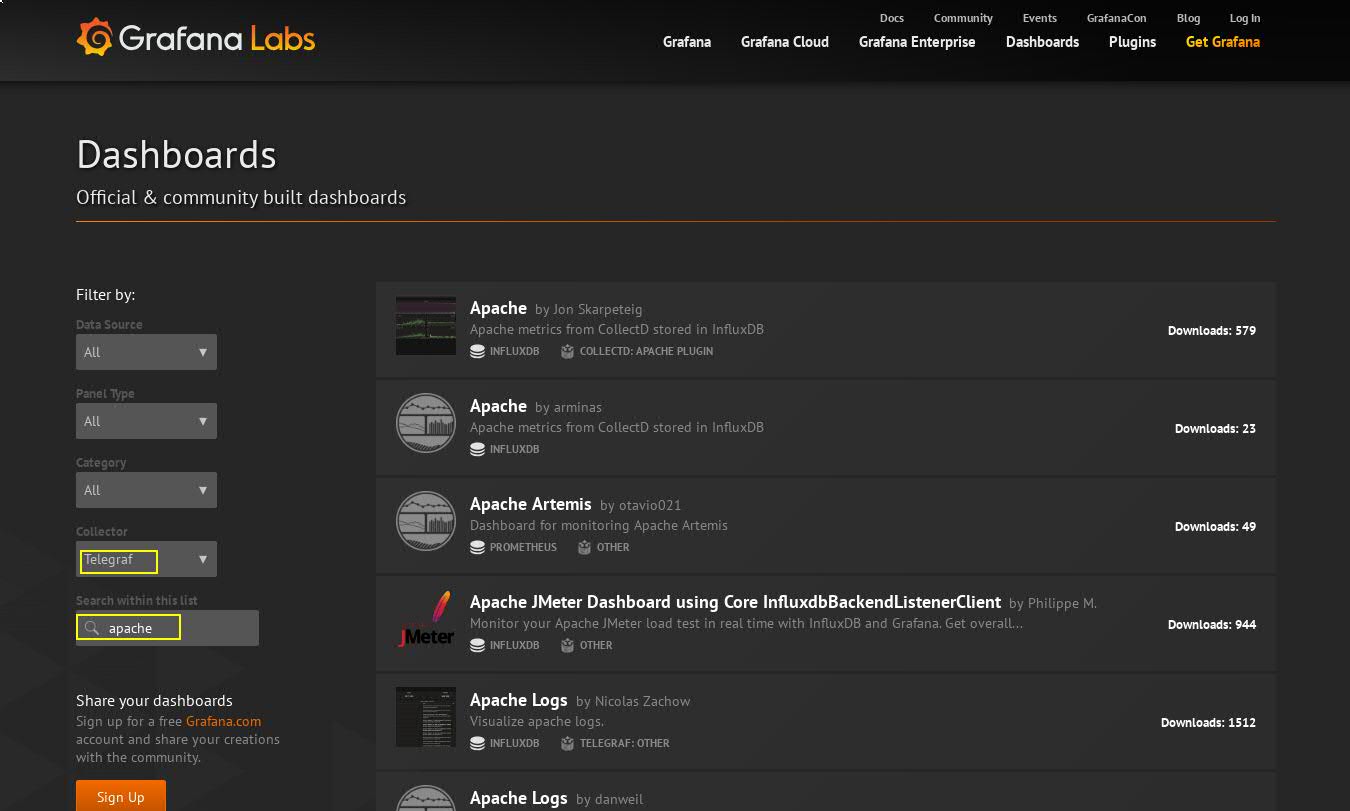 Grafana Labs
Docs Community Events GrafanaCon Blog Log In
Grafana Grafana Cloud Grafana Enterprise Dashboards Plugins Get Grafana
Dashboards
Official & community built dashboards
Filter by:
Data Source
All
Panel Type
All
Category
All
Collector
Telegraf
Search within this list
apache
Share your dashboards
Sign up for a free Grafana.com
account and share your creations
with the community.
Sign Up
Apache by Jon Skarpeteig
Apache metrics from CollectD stored in InfluxDB
INFLUXDB COLLECTD: APACHE PLUGIN
Downloads: 579
Apache by arminas
Apache metrics from CollectD stored in InfluxDB
INFLUXDB
Downloads: 23
Apache Artemis by otavio021
Dashboard for monitoring Apache Artemis
PROMETHEUS OTHER
Downloads: 49
JMeter
Apache JMeter Dashboard using Core InfluxdbBackendListenerClient by Philippe M.
Monitor your Apache JMeter load test in real time with InfluxDB and Grafana. Get overall...
INFLUXDB OTHER
Downloads: 944
Apache Logs by Nicolas Zachow
Visualize apache logs.
INFLUXDB TELEGRAF: OTHER
Downloads: 1512
Apache Logs by danweil